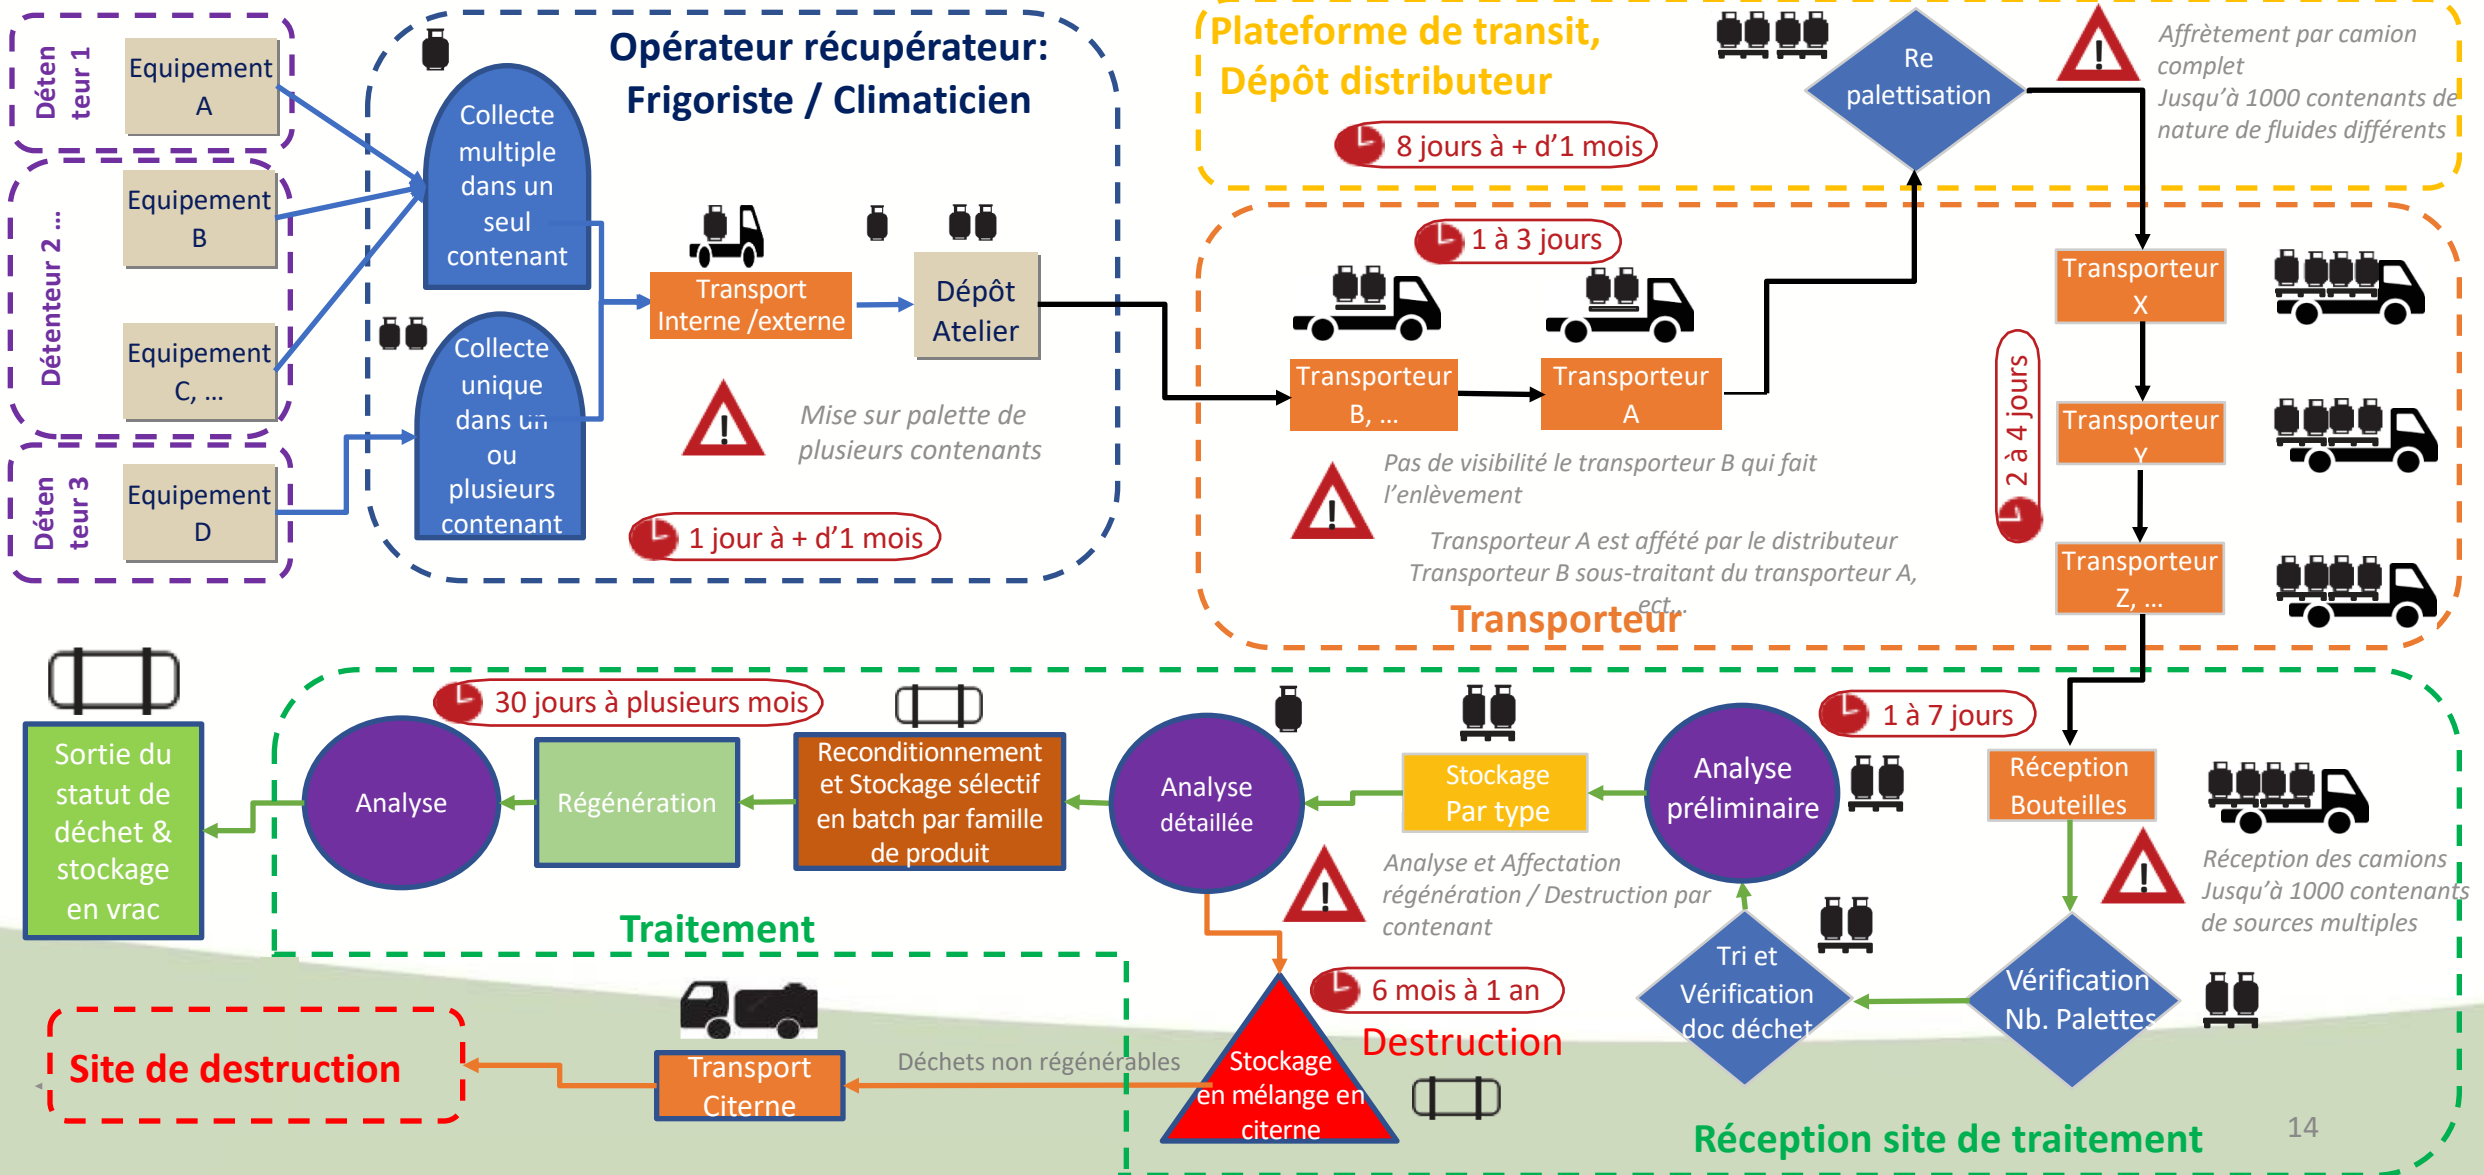 Déten
teur 1
Equipement
A
Détenteur 2 ...
Equipement
B
Equipement
C, ...
Déten
teur 3
Equipement
D
Opérateur récupérateur:
Frigoriste / Climaticien
Collecte
multiple
dans un
seul
contenant
Collecte
unique
dans un
ou
plusieurs
contenant
Transport
Interne /externe
Dépôt
Atelier
Mise sur palette de
plusieurs contenants
1 jour à + d’1 mois
Plateforme de transit,
Dépôt distributeur
8 jours à + d’1 mois
Re
palettisation
Affrètement par camion
complet
Jusqu’à 1000 contenants de
nature de fluides différents
1 à 3 jours
Transporteur
B, ...
Transporteur
A
Pas de visibilité le transporteur B qui fait
l’enlèvement
Transporteur A est affété par le distributeur
Transporteur B sous-traitant du transporteur A,
ect...
Transporteur
2 à 4 jours
Transporteur
X
Transporteur
Y
Transporteur
Z, ...
Réception
Bouteilles
1 à 7 jours
Réception des camions
Jusqu’à 1000 contenants
de sources multiples
Vérification
Nb. Palettes
Tri et
Vérification
doc déchet
Analyse
préliminaire
Stockage
Par type
Analyse et Affectation
régénération / Destruction par
contenant
Analyse
détaillée
Reconditionnement
et Stockage sélectif
en batch par famille
de produit
30 jours à plusieurs mois
Régénération
Analyse
Sortie du
statut de
déchet &
stockage
en vrac
Traitement
6 mois à 1 an
Destruction
Stockage
en mélange en
citerne
Déchets non régénérables
Transport
Citerne
Site de destruction
Réception site de traitement
14